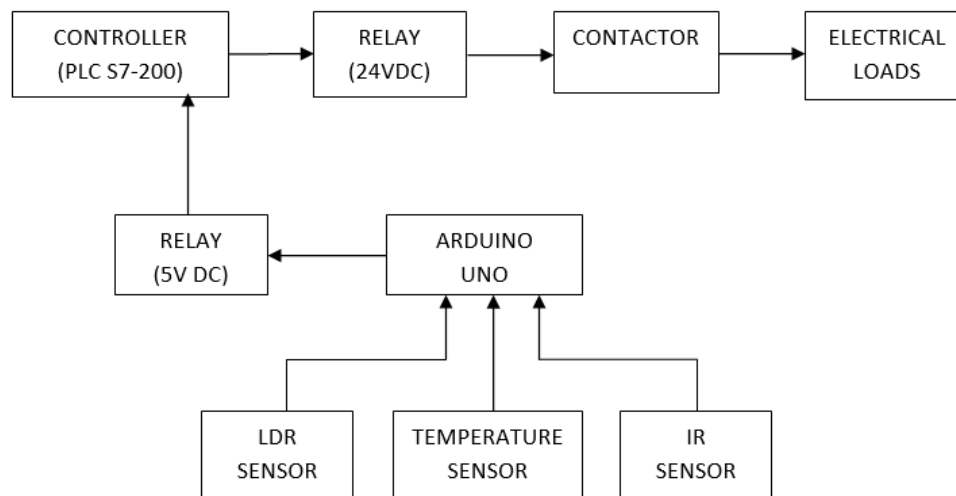 CONTROLLER
(PLC S7-200)
RELAY
(24VDC)
CONTACTOR
ELECTRICAL
LOADS
RELAY
(5V DC)
ARDUINO
UNO
LDR
SENSOR
TEMPERATURE
SENSOR
IR
SENSOR